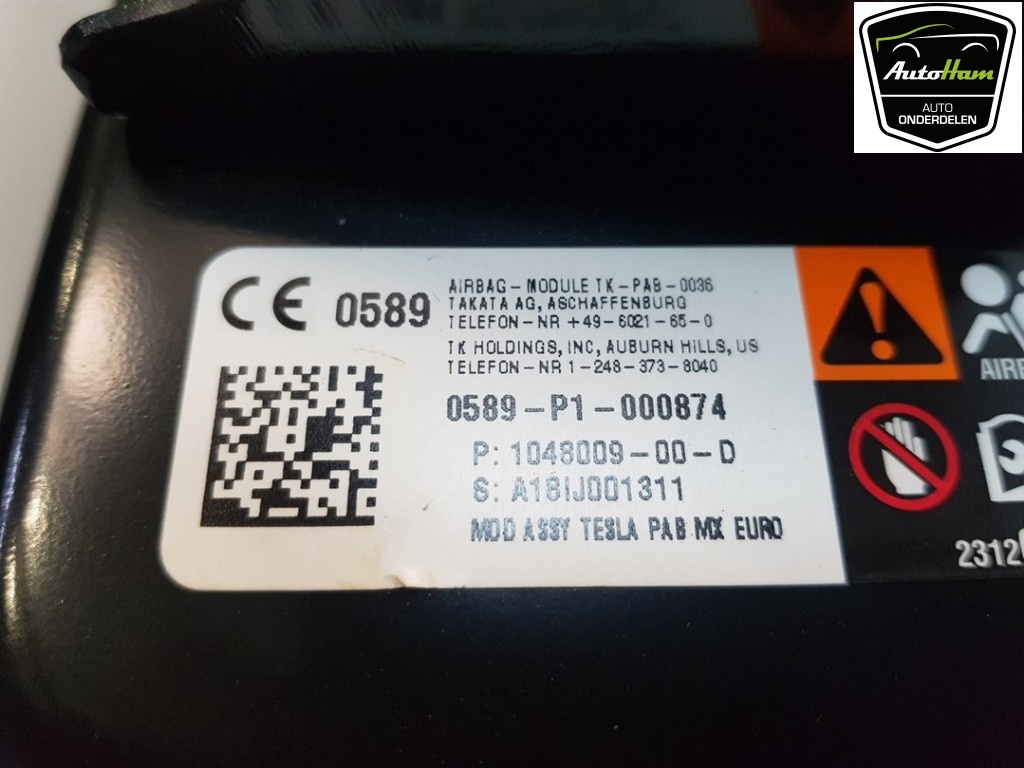 AutoHam
AUTO
ONDERDELEN
CE 0589
AIRBAG-MODULE TK-PAB-0036
TAKATA AG, ASCHAFFENBURG
TELEFON-NR +49-6021-65-0
TK HOLDINGS, INC, AUBURN HILLS, US
TELEFON-NR 1-248-373-8040
0589-P1-000874
P: 1048009-00-D
S: A18IJ001311
MOD ASSY TESLA PAB MX EURO